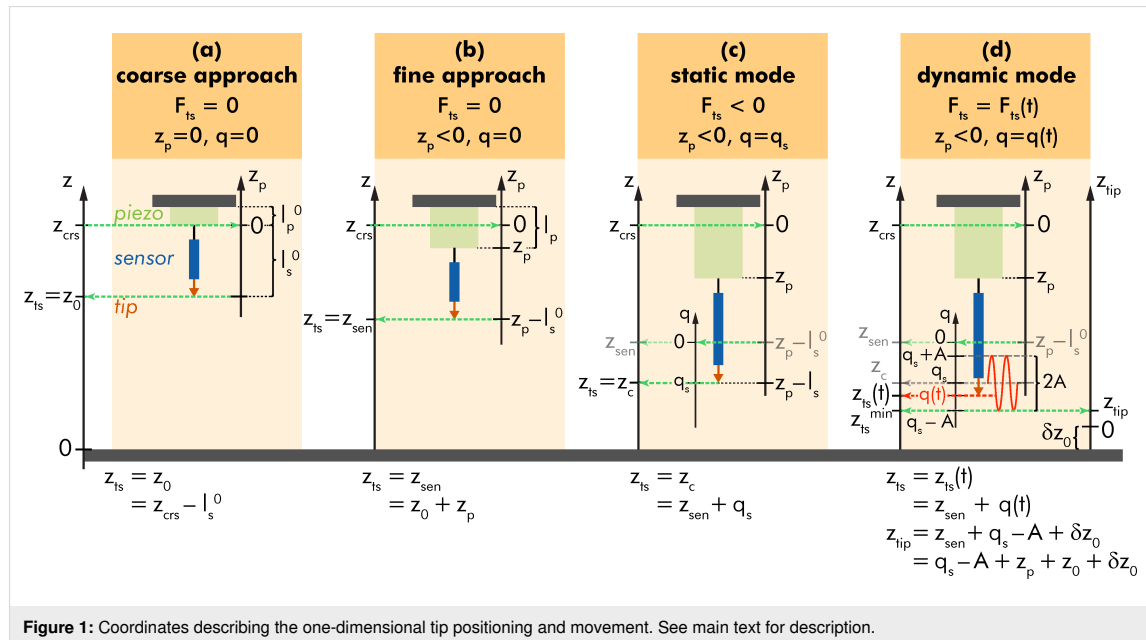 (a)
coarse approach
F_ts = 0
z_p=0, q=0
(b)
fine approach
F_ts = 0
z_p<0, q=0
(c)
static mode
F_ts < 0
z_p<0, q=q_s
(d)
dynamic mode
F_ts = F_ts(t)
z_p<0, q=q(t)
z
z_p
piezo
z_crs
0
l_p^0
sensor
l_s^0
z_ts=z_0
tip
0
z
z_p
z_crs
0
l_p
z_p
z_ts=z_sen
z_p–l_s^0
z
z_p
z_crs
0
z_p
q
z_sen
0
z_p–l_s^0
z_ts=z_c
q_s
z_p–l_s
z
z_p
z_tip
z_crs
0
z_p
q
z_sen
0
z_p–l_s^0
q_s+A
z_c
q_s
2A
z_ts(t)
q(t)
z_ts^min
q_s–A
z_tip
0
δz_0
z_ts = z_0
= z_crs – l_s^0
z_ts = z_sen
= z_0 + z_p
z_ts = z_c
= z_sen + q_s
z_ts = z_ts(t)
= z_sen + q(t)
z_tip = z_sen + q_s – A + δz_0
= q_s – A + z_p + z_0 + δz_0
Figure 1: Coordinates describing the one-dimensional tip positioning and movement. See main text for description.